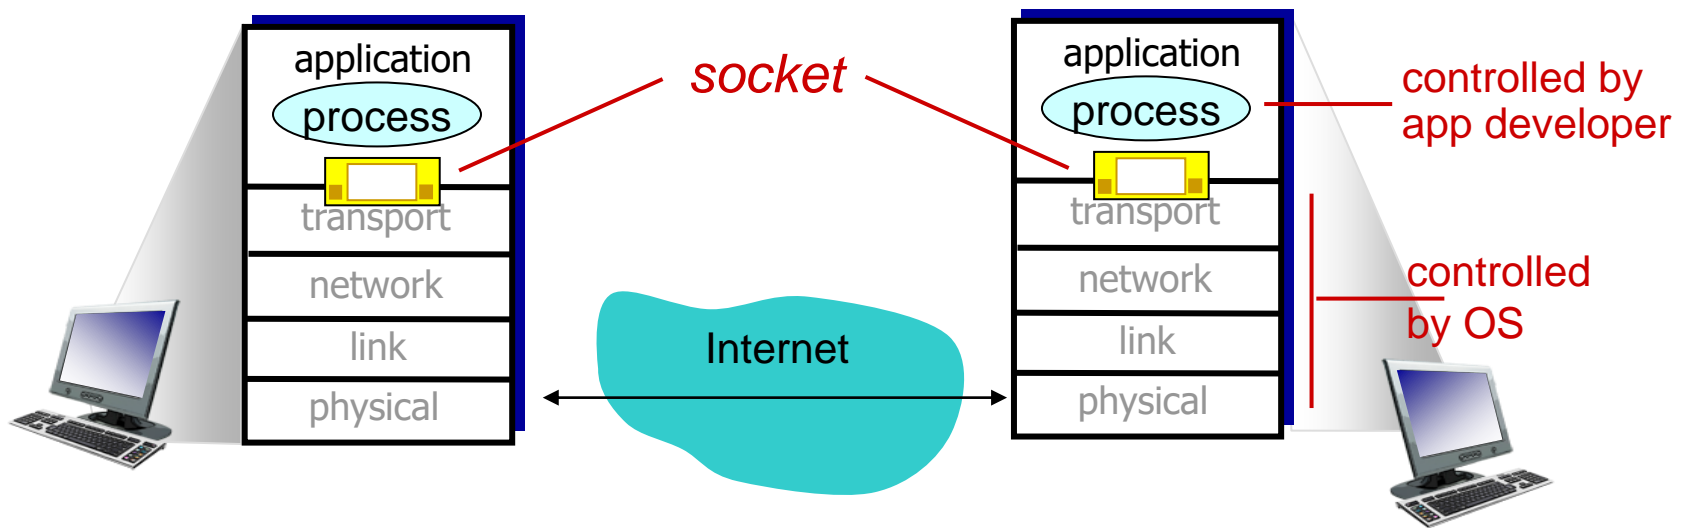 application
process
transport
network
link
physical
socket
Internet
application
process
transport
network
link
physical
controlled by
app developer
controlled
by OS